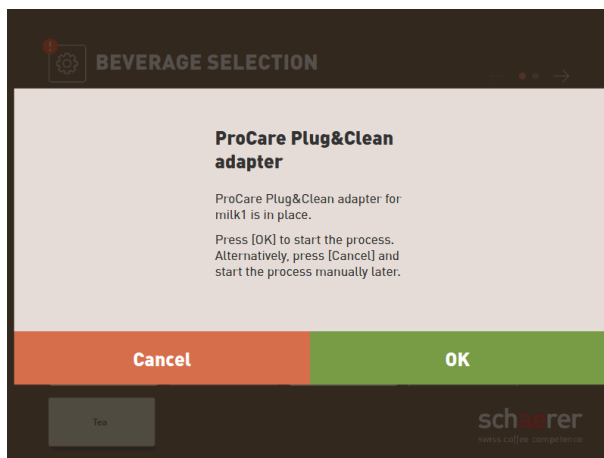 !
BEVERAGE SELECTION
ProCare Plug&Clean
adapter
ProCare Plug&Clean adapter for
milk1 is in place.
Press [OK] to start the process.
Alternatively, press [Cancel] and
start the process manually later.
Cancel
OK
Tea
schaerer
swiss coffee competence